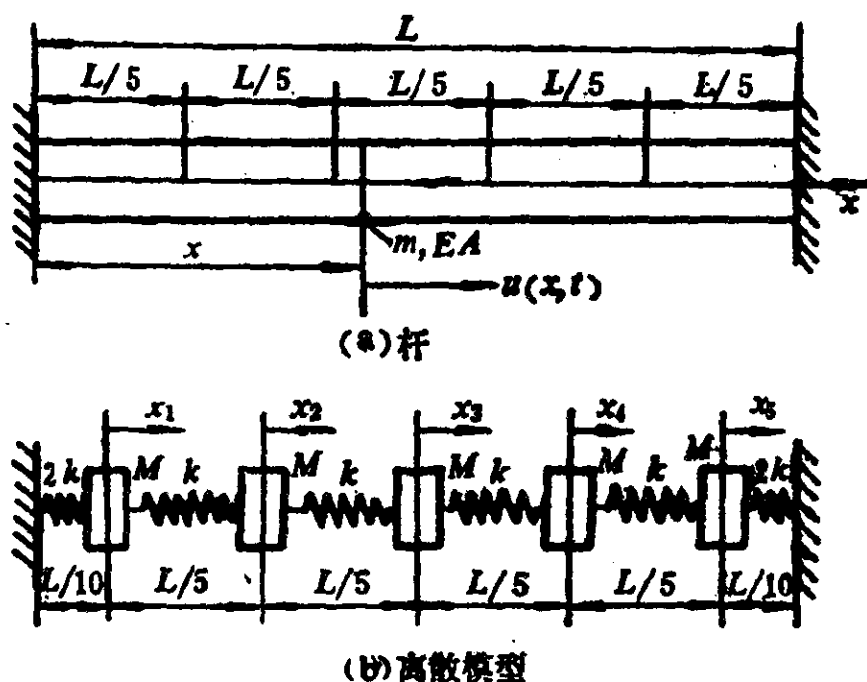 L
L/5 L/5 L/5 L/5 L/5
x
m, EA
x
u(x,t)
(a)杆
x₁ x₂ x₃ x₄ x₅
2k M k M k M k M k M 2k
L/10 L/5 L/5 L/5 L/5 L/10
(b)离散模型